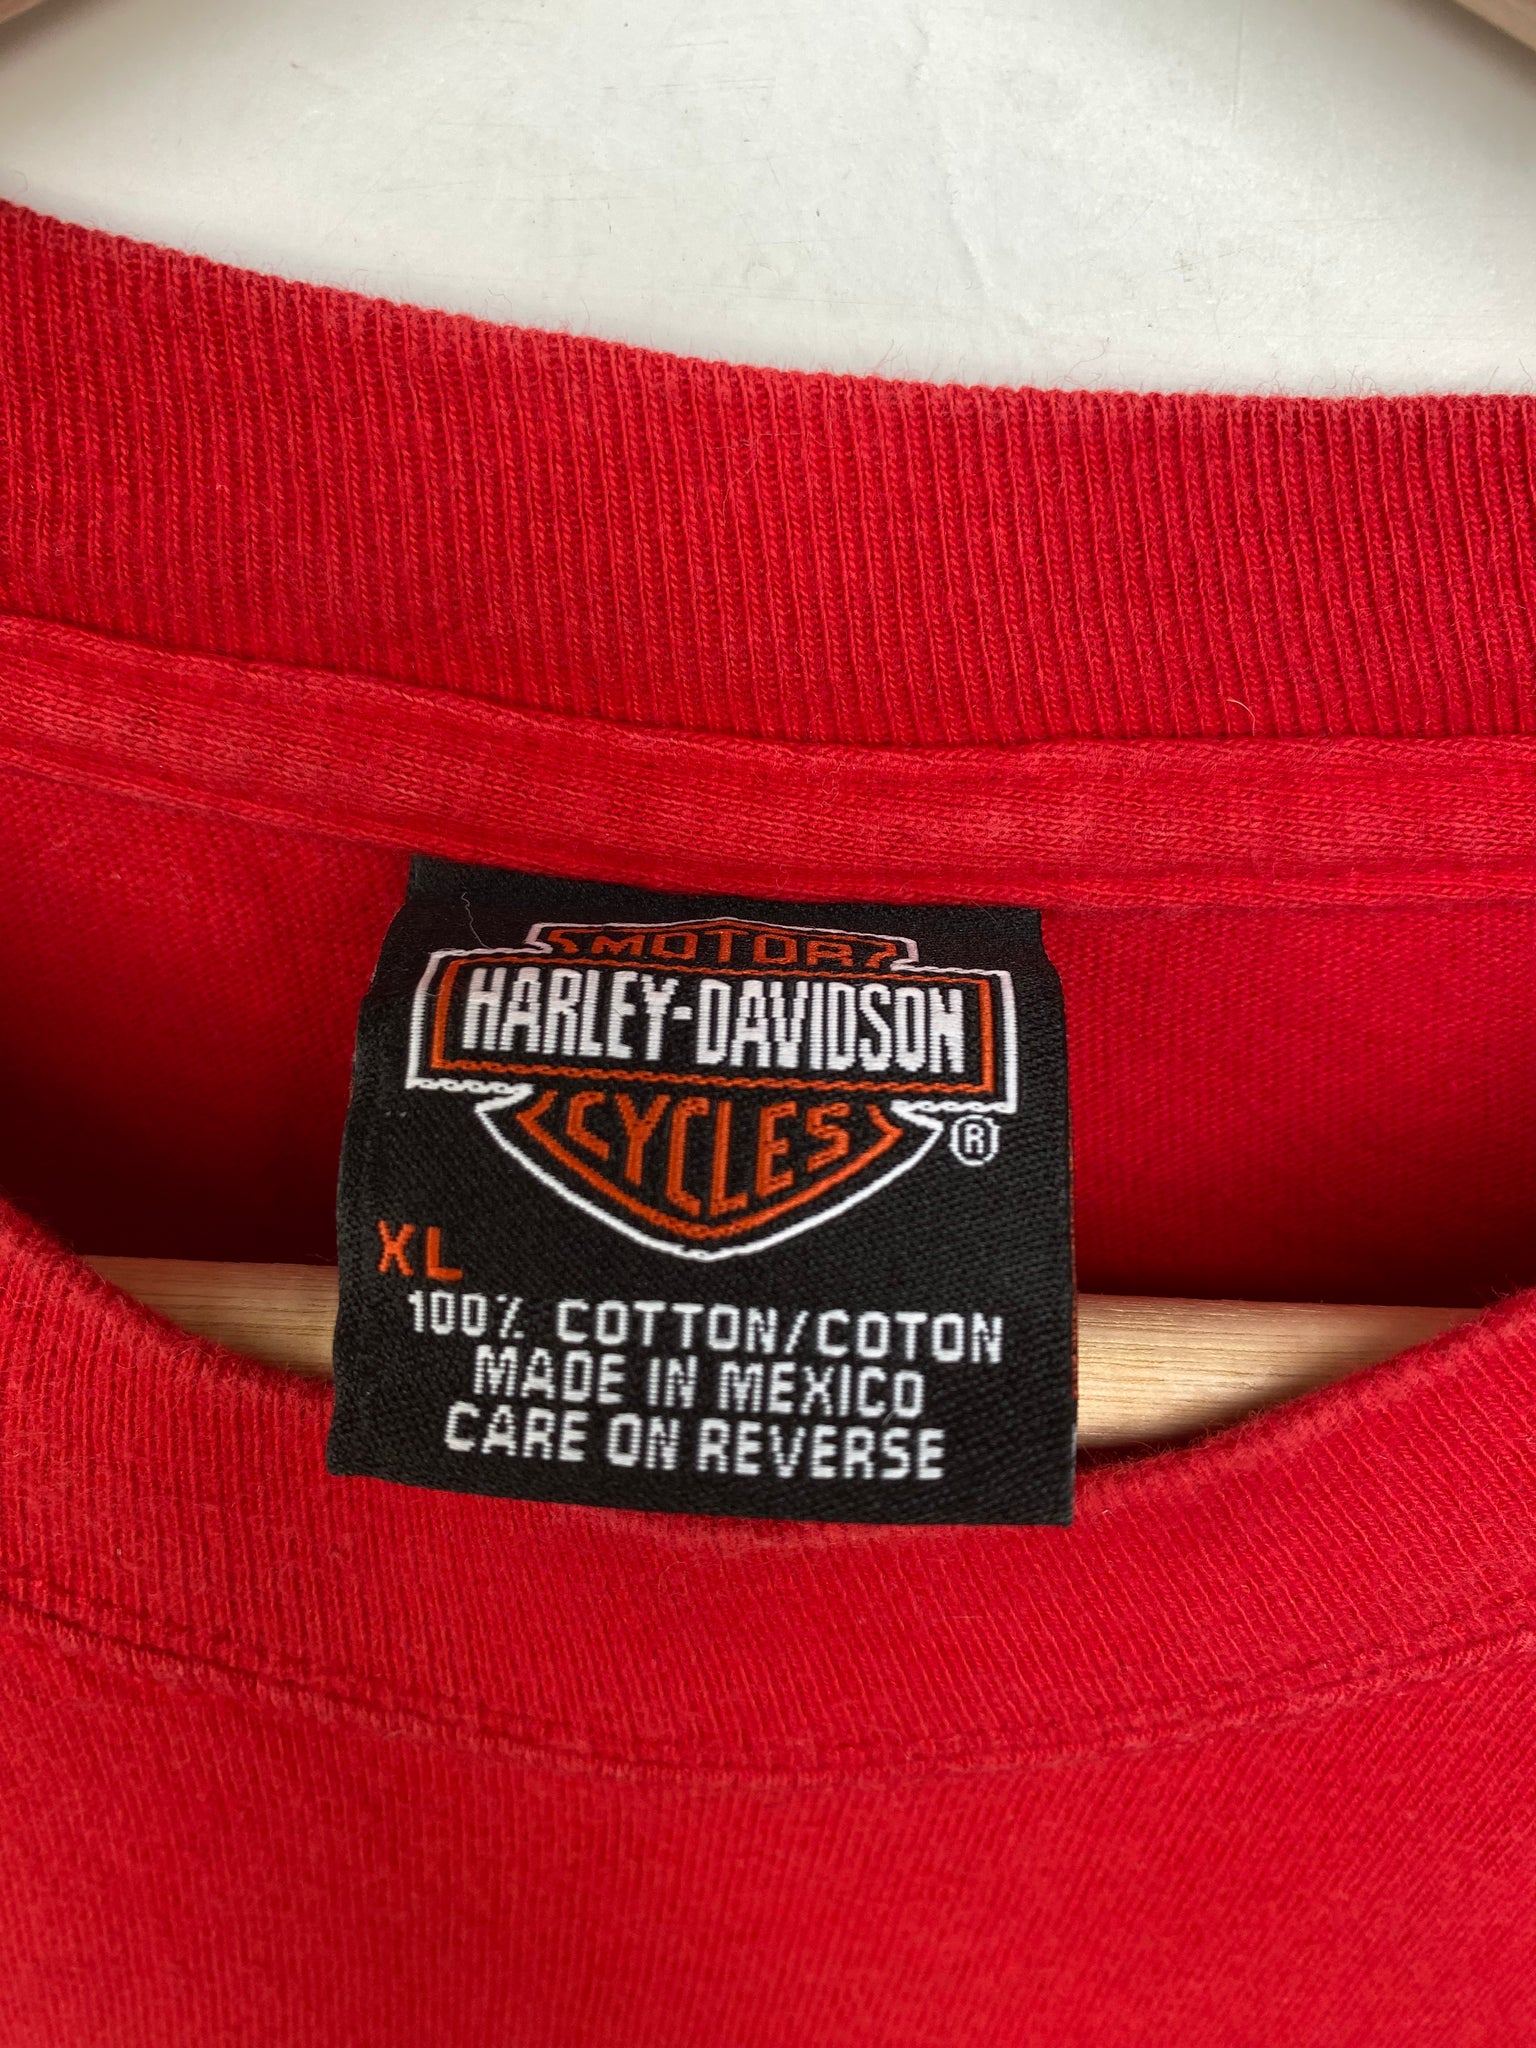 MOTOR
HARLEY-DAVIDSON
CYCLES
®
XL
100% COTTON/COTON
MADE IN MEXICO
CARE ON REVERSE